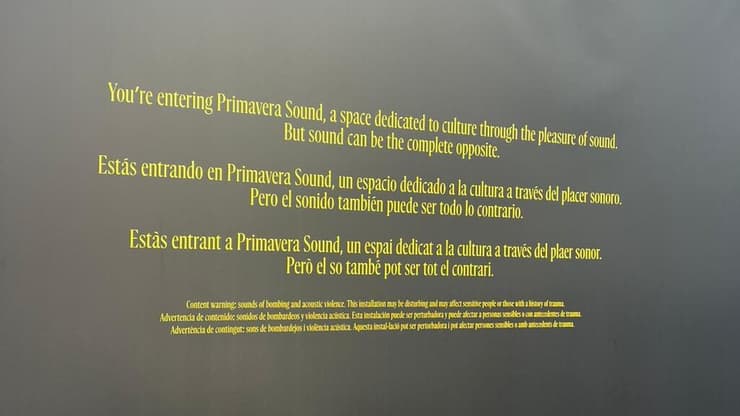 You're entering Primavera Sound, a space dedicated to culture through the pleasure of sound.
But sound can be the complete opposite.
Estás entrando en Primavera Sound, un espacio dedicado a la cultura a través del placer sonoro.
Pero el sonido también puede ser todo lo contrario.
Estàs entrant a Primavera Sound, un espai dedicat a la cultura a través del plaer sonor.
Però el so també pot ser tot el contrari.
Content warning: sounds of bombing and acoustic violence. This installation may be disturbing and may affect sensitive people or those with a history of trauma.
Advertencia de contenido: sonidos de bombardeos y violencia acústica. Esta instalación puede ser perturbadora y puede afectar a personas sensibles o con antecedentes de trauma.
Advertència de contingut: sons de bombardejos i violència acústica. Aquesta instal·lació pot ser pertorbadora i pot afectar persones sensibles o amb antecedents de trauma.